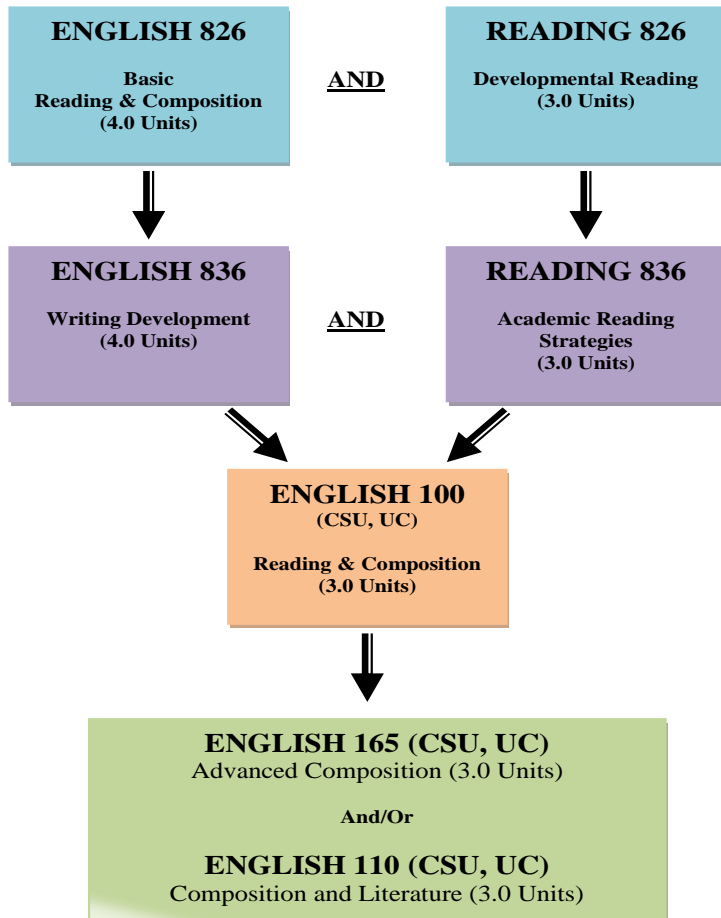 ENGLISH 826
Basic
Reading & Composition
(4.0 Units)
AND
READING 826
Developmental Reading
(3.0 Units)
ENGLISH 836
Writing Development
(4.0 Units)
AND
READING 836
Academic Reading
Strategies
(3.0 Units)
ENGLISH 100
(CSU, UC)
Reading & Composition
(3.0 Units)
ENGLISH 165 (CSU, UC)
Advanced Composition (3.0 Units)
And/Or
ENGLISH 110 (CSU, UC)
Composition and Literature (3.0 Units)